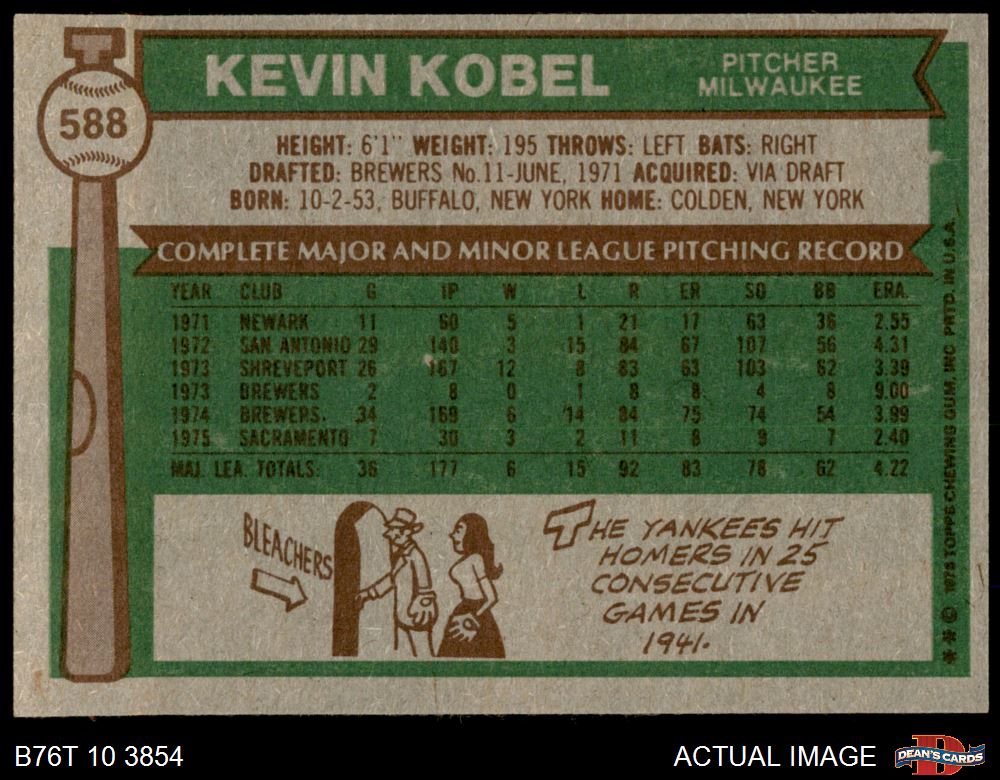 KEVIN KOBEL
PITCHER
MILWAUKEE
588
HEIGHT: 6'1" WEIGHT: 195 THROWS: LEFT BATS: RIGHT
DRAFTED: BREWERS No.11-JUNE, 1971 ACQUIRED: VIA DRAFT
BORN: 10-2-53, BUFFALO, NEW YORK HOME: COLDEN, NEW YORK
COMPLETE MAJOR AND MINOR LEAGUE PITCHING RECORD
YEAR CLUB G IP W L R ER SO BB ERA.
1971 NEWARK 11 60 5 1 21 17 63 36 2.55
1972 SAN ANTONIO 29 140 3 15 84 67 107 56 4.31
1973 SHREVEPORT 26 167 12 8 83 63 103 62 3.39
1973 BREWERS 2 8 0 1 8 8 4 8 9.00
1974 BREWERS. 34 169 6 14 84 75 74 54 3.99
1975 SACRAMENTO 7 30 3 2 11 8 9 7 2.40
MAJ. LEA. TOTALS: 36 177 6 15 92 83 78 62 4.22
BLEACHERS
THE YANKEES HIT
HOMERS IN 25
CONSECUTIVE
GAMES IN
1941.
** © 1976 TOPPS CHEWING GUM, INC. PRTD. IN U.S.A.
B76T 10 3854
ACTUAL IMAGE
D
DEAN'S CARDS